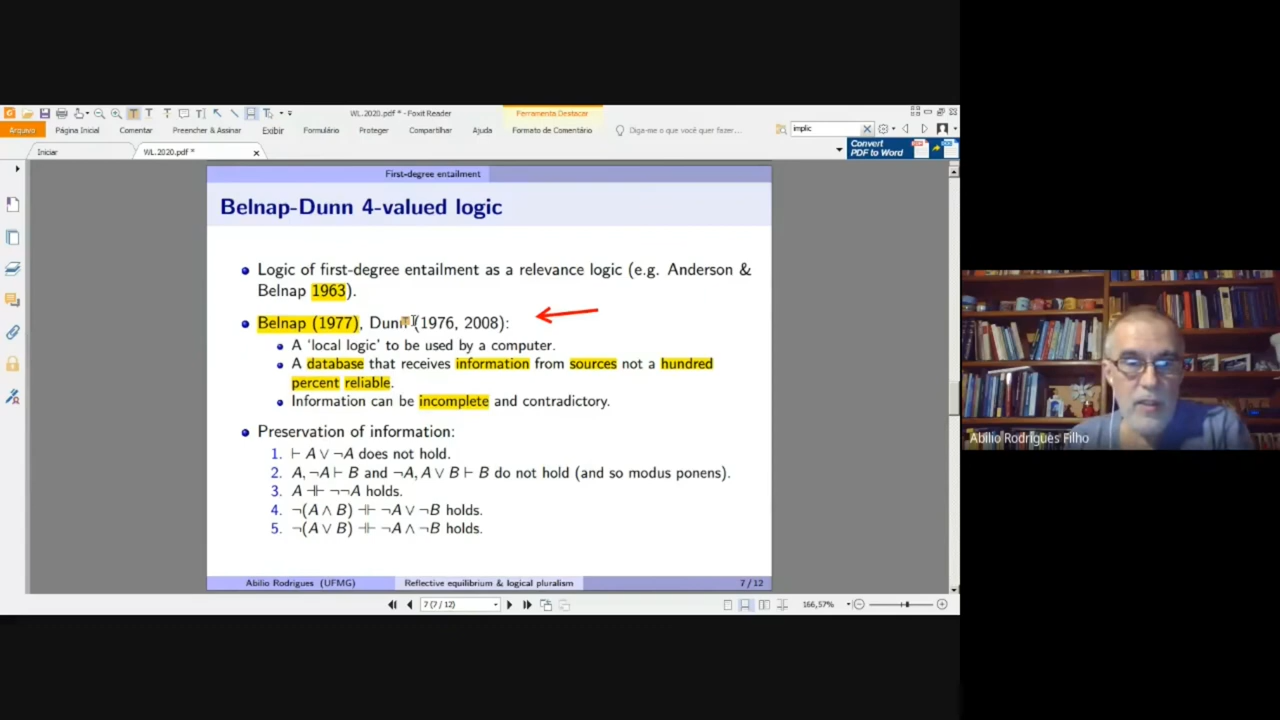 WL.2020.pdf * - Foxit Reader
Ferramenta Destacar
Arquivo Página Inicial Comentar Preencher & Assinar Exibir Formulário Proteger Compartilhar Ajuda Formato de Comentário Diga-me o que você quer fazer... implic
Iniciar WL.2020.pdf *
Convert
PDF to Word
First-degree entailment
Belnap-Dunn 4-valued logic
Logic of first-degree entailment as a relevance logic (e.g. Anderson &
Belnap 1963).
Belnap (1977), Dunn (1976, 2008):
A ‘local logic’ to be used by a computer.
A database that receives information from sources not a hundred
percent reliable.
Information can be incomplete and contradictory.
Preservation of information:
1. ⊢ A ∨ ¬A does not hold.
2. A, ¬A ⊢ B and ¬A, A ∨ B ⊢ B do not hold (and so modus ponens).
3. A ⊣⊢ ¬¬A holds.
4. ¬(A ∧ B) ⊣⊢ ¬A ∨ ¬B holds.
5. ¬(A ∨ B) ⊣⊢ ¬A ∧ ¬B holds.
Abilio Rodrigues (UFMG) Reflective equilibrium & logical pluralism 7 / 12
7 (7 / 12) 166,57%
Abilio Rodrigues Filho